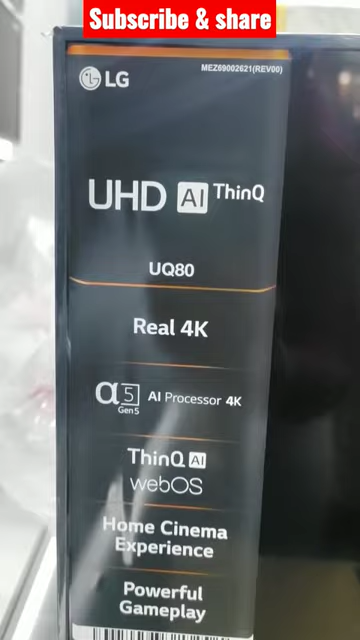 Subscribe & share
MEZ69002621(REV00)
LG
UHD AI ThinQ
UQ80
Real 4K
α5 Gen5 AI Processor 4K
ThinQ AI
webOS
Home Cinema
Experience
Powerful
Gameplay